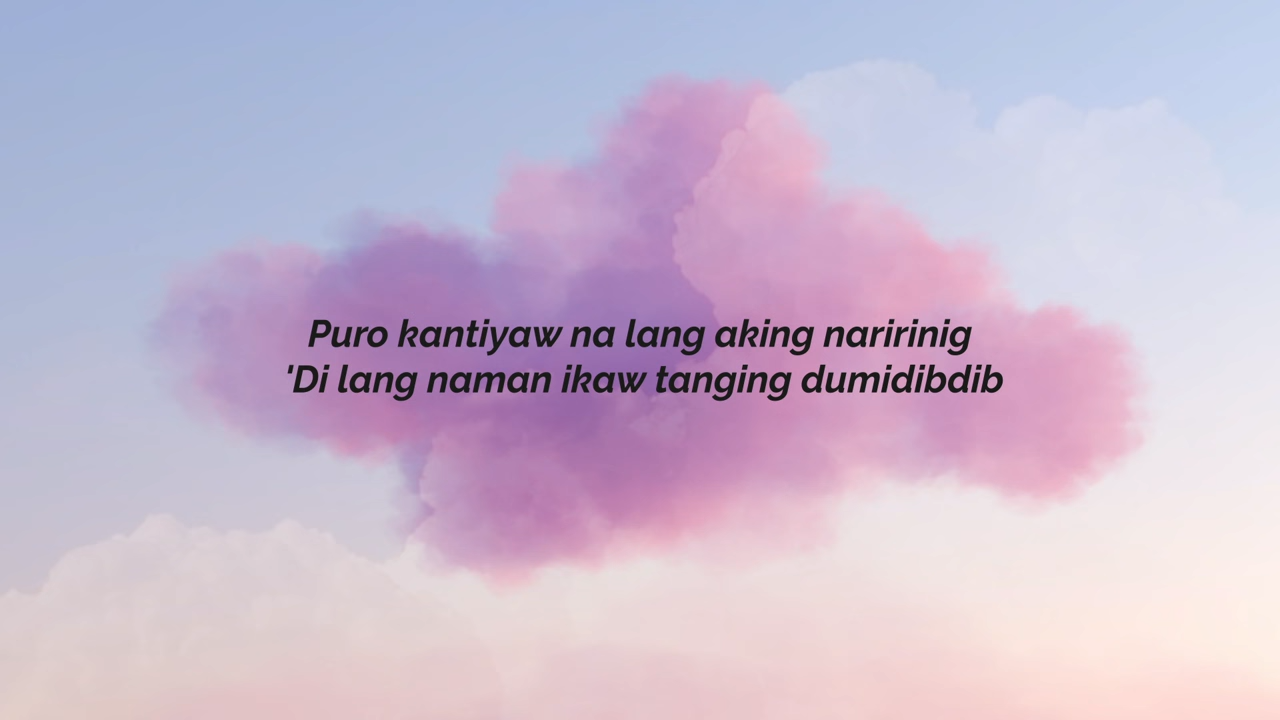 Puro kantiyaw na lang aking naririnig
'Di lang naman ikaw tanging dumidibdib